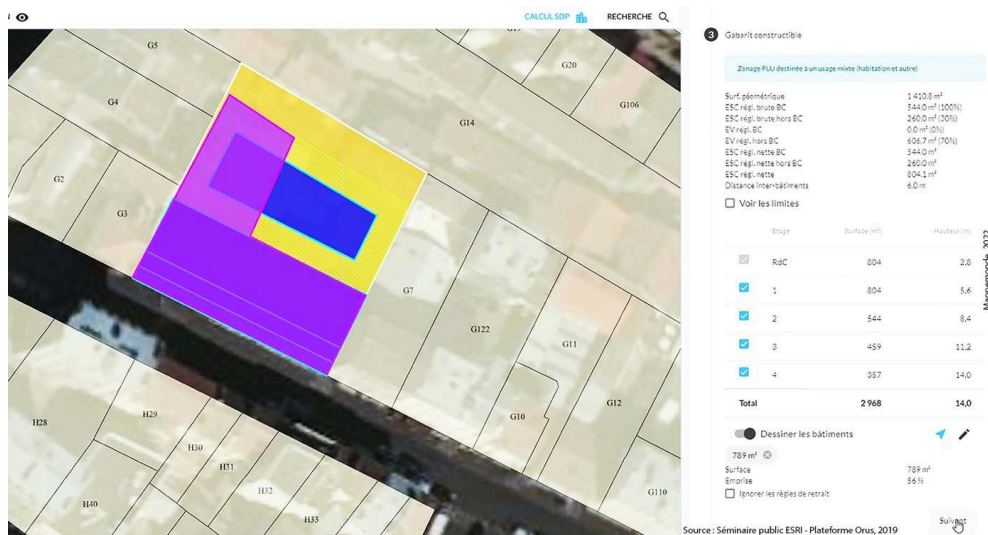 CALCUL SDP
RECHERCHE
G5
G20
G4
G106
G14
G2
G3
G7
G122
G11
G12
G10
H28
H29
H30
H31
H32
H33
H40
G110
3 Gabarit constructible
Zonage PLU destinée à un usage mixte (habitation et autre)
Surf. géométrique 1 410.8 m²
ESC régl. brute BC 544.0 m² (100%)
ESC régl. brute hors BC 260.0 m² (30%)
EV régl. BC 0.0 m² (0%)
EV régl. hors BC 606.7 m² (70%)
ESC régl. nette BC 544.0 m²
ESC régl. nette hors BC 260.0 m²
ESC régl. nette 804.1 m²
Distance inter-bâtiments 6.0 m
Voir les limites
Etage Surface (m²) Hauteur (m)
RdC 804 2,8
1 804 5,6
2 544 8,4
3 459 11,2
4 357 14,0
Total 2 968 14,0
Dessiner les bâtiments
789 m²
Surface 789 m²
Emprise 56 %
Ignorer les règles de retrait
Suivant
Source : Séminaire public ESRI - Plateforme Orus, 2019